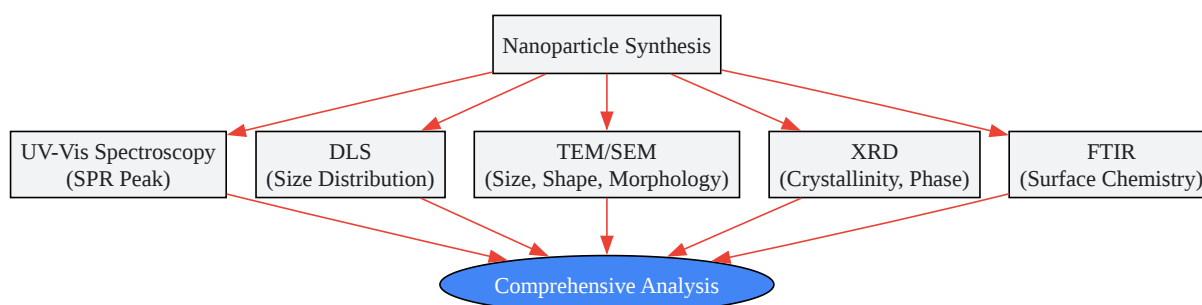 Nanoparticle Synthesis
UV-Vis Spectroscopy
(SPR Peak)
DLS
(Size Distribution)
TEM/SEM
(Size, Shape, Morphology)
XRD
(Crystallinity, Phase)
FTIR
(Surface Chemistry)
Comprehensive Analysis